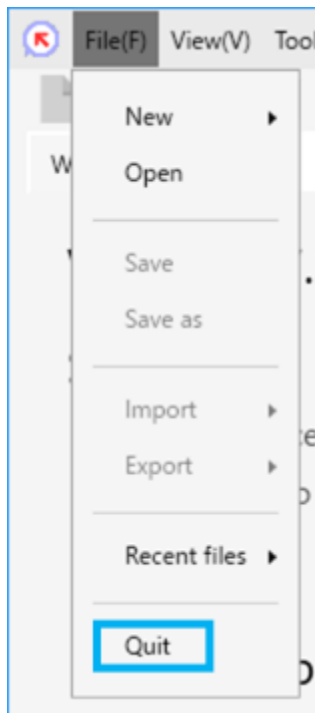 File(F) View(V)
New
Open
Save
Save as
Import
Export
Recent files
Quit